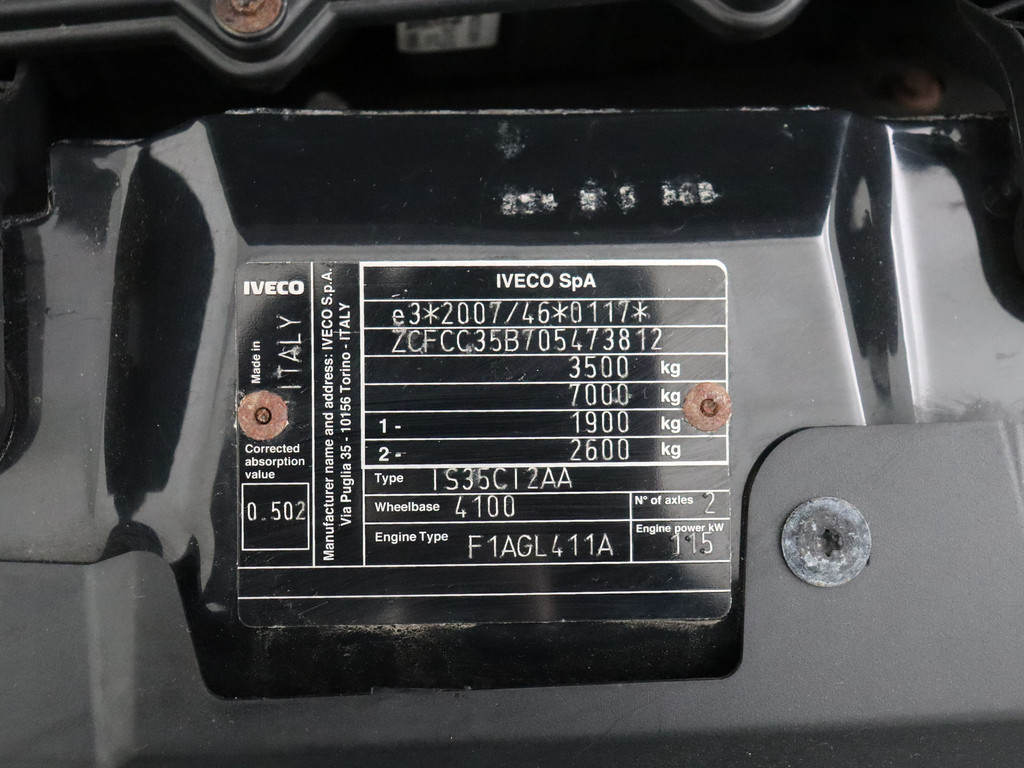 IVECO
Made in
ITALY
Corrected
absorption
value
0.502
Manufacturer name and address: IVECO S.p.A.
Via Puglia 35 - 10156 Torino - ITALY
IVECO SpA
e3*2007/46*0117*
ZCFCC35B705473812
3500 kg
7000 kg
1 - 1900 kg
2 - 2600 kg
Type IS35CI2AA
Wheelbase 4100
N° of axles 2
Engine Type F1AGL411A
Engine power kW
115